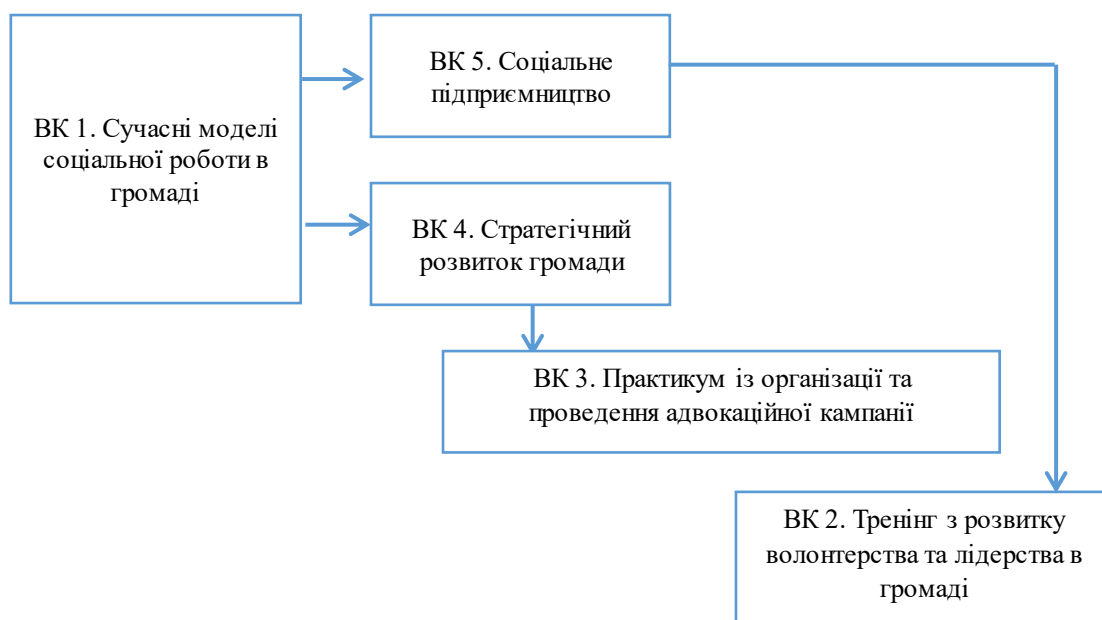 ВК 1. Сучасні моделі
соціальної роботи в
громаді
ВК 5. Соціальне
підприємництво
ВК 4. Стратегічний
розвиток громади
ВК 3. Практикум із організації та
проведення адвокаційної кампанії
ВК 2. Тренінг з розвитку
волонтерства та лідерства в
громаді